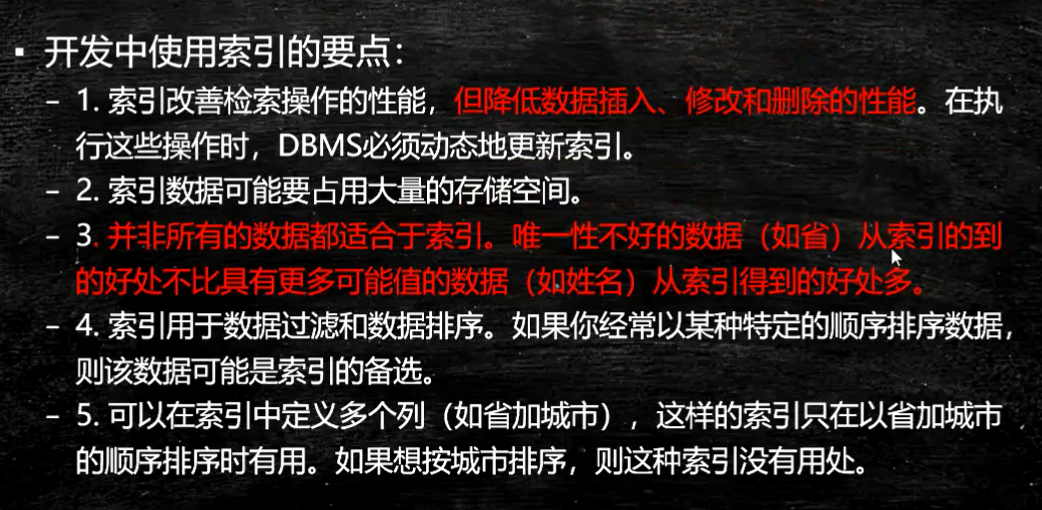 ▪ 开发中使用索引的要点：
– 1. 索引改善检索操作的性能，但降低数据插入、修改和删除的性能。在执
行这些操作时，DBMS必须动态地更新索引。
– 2. 索引数据可能要占用大量的存储空间。
– 3. 并非所有的数据都适合于索引。唯一性不好的数据（如省）从索引的到
的好处不比具有更多可能值的数据（如姓名）从索引得到的好处多。
– 4. 索引用于数据过滤和数据排序。如果你经常以某种特定的顺序排序数据，
则该数据可能是索引的备选。
– 5. 可以在索引中定义多个列（如省加城市），这样的索引只在以省加城市
的顺序排序时有用。如果想按城市排序，则这种索引没有用处。